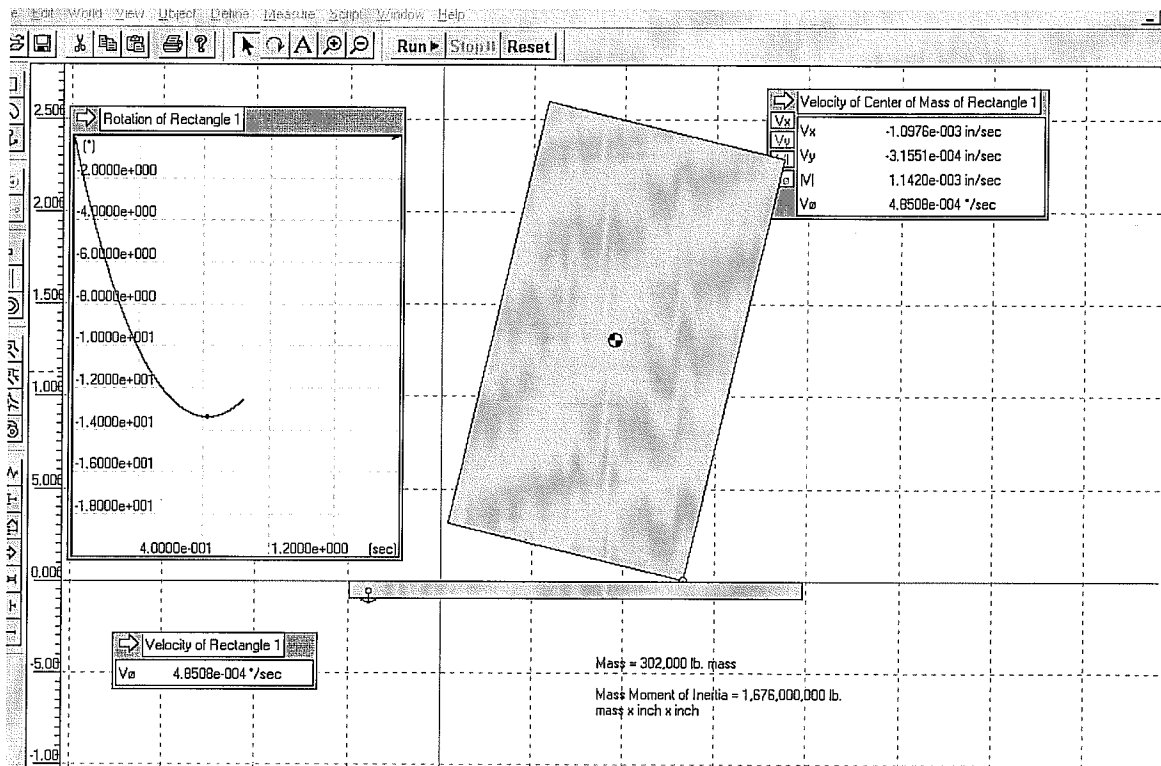 Edit World View Object Define Measure Script Window Help
Run Stop Reset
Rotation of Rectangle 1
(°)
-2.0000e+000
-4.0000e+000
-6.0000e+000
-8.0000e+000
-1.0000e+001
-1.2000e+001
-1.4000e+001
-1.6000e+001
-1.8000e+001
4.0000e-001 1.2000e+000 (sec)
Velocity of Center of Mass of Rectangle 1
Vx
Vy
Vx -1.0976e-003 in/sec
Vy -3.1551e-004 in/sec
|V| 1.1420e-003 in/sec
Vø 4.8508e-004 °/sec
2.500
2.000
1.500
1.000
5.000
0.000
-5.00
-1.00
Velocity of Rectangle 1
Vø 4.8508e-004 °/sec
Mass = 302,000 lb. mass
Mass Moment of Inertia = 1,676,000,000 lb.
mass x inch x inch